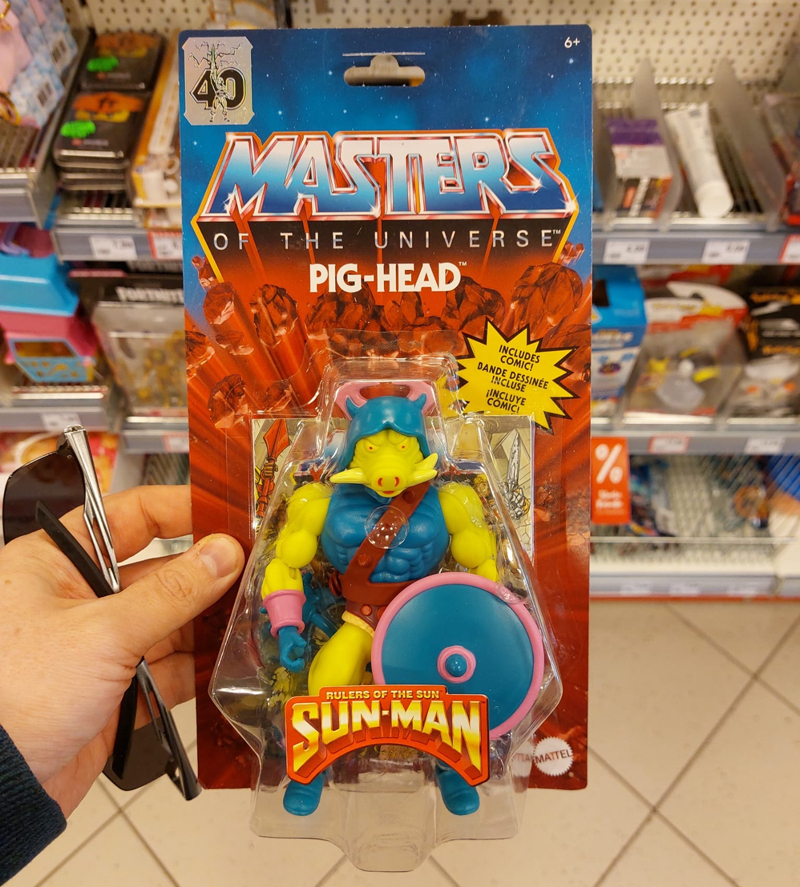 40
6+
MASTERS
OF THE UNIVERSE™
PIG-HEAD™
INCLUDES
COMIC!
BANDE DESSINÉE
INCLUSE
¡INCLUYE
CÓMIC!
RULERS OF THE SUN
SUN-MAN
MATTEL
%